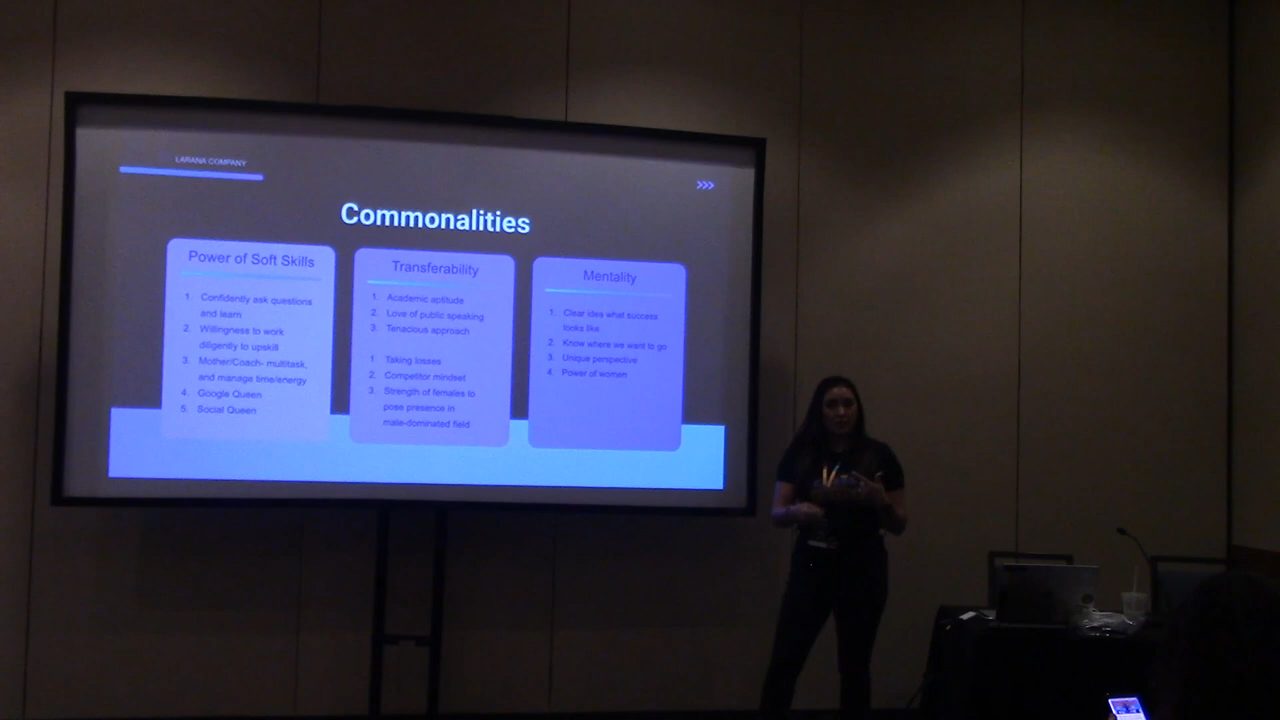 LARANA COMPANY
>>>
Commonalities
Power of Soft Skills
1. Confidently ask questions
and learn
2. Willingness to work
diligently to upskill
3. Mother/Coach- multitask,
and manage time/energy
4. Google Queen
5. Social Queen
Transferability
1. Academic aptitude
2. Love of public speaking
3. Tenacious approach
1 Taking losses
2. Competitor mindset
3. Strength of females to
pose presence in
male-dominated field
Mentality
1. Clear idea what success
looks like
2. Know where we want to go
3. Unique perspective
4. Power of women